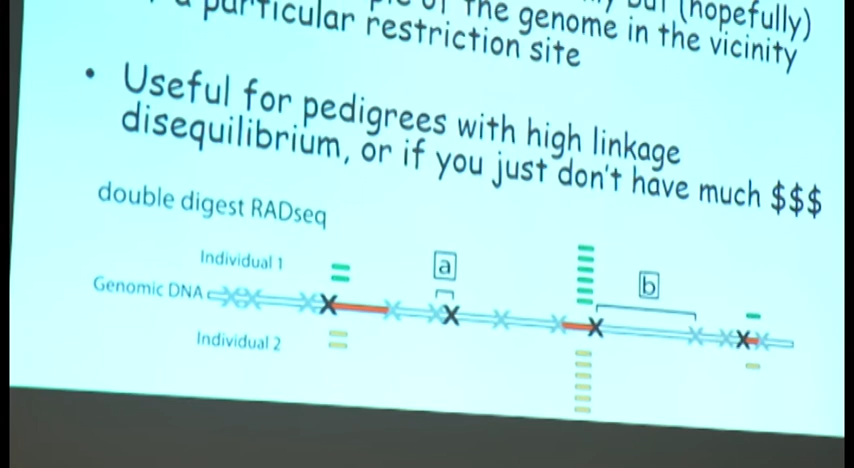 of the genome in the vicinity
particular restriction site
• Useful for pedigrees with high linkage
disequilibrium, or if you just don't have much $$$
double digest RADseq
Individual 1
a
b
Genomic DNA
Individual 2